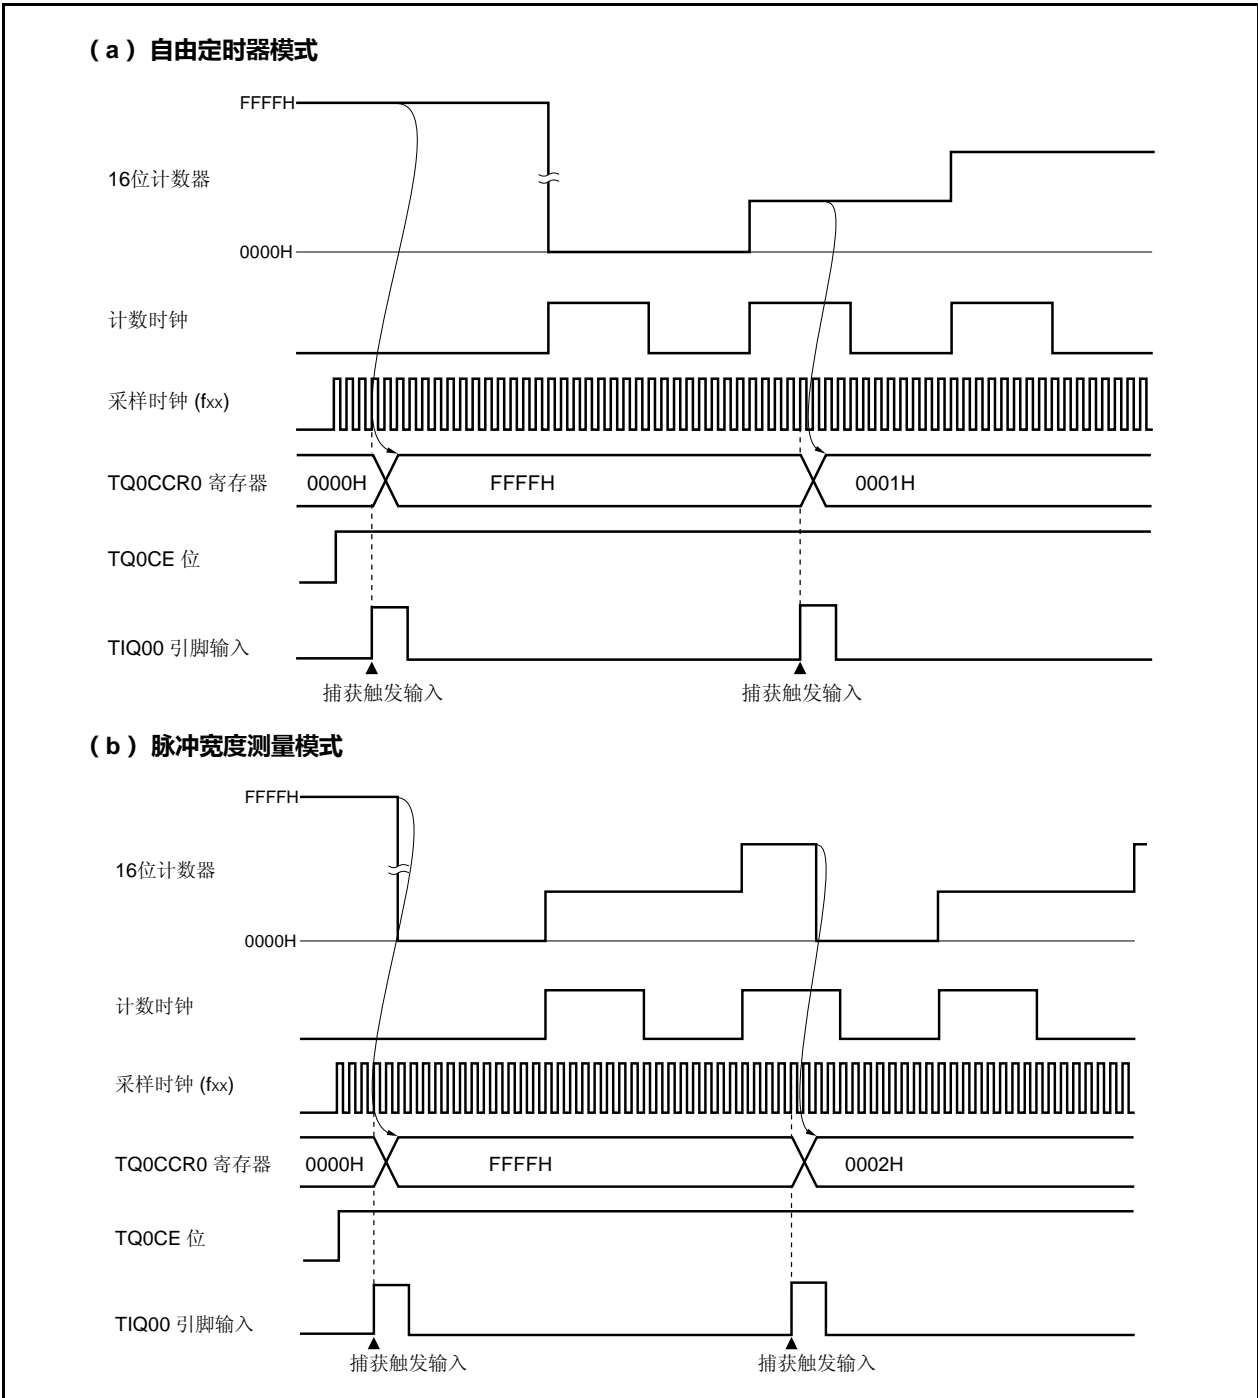 （a）自由定时器模式
FFFFH
16位计数器
0000H
计数时钟
采样时钟 (fxx)
TQ0CCR0 寄存器 0000H FFFFH 0001H
TQ0CE 位
TIQ00 引脚输入
捕获触发输入 捕获触发输入
（b）脉冲宽度测量模式
FFFFH
16位计数器
0000H
计数时钟
采样时钟 (fxx)
TQ0CCR0 寄存器 0000H FFFFH 0002H
TQ0CE 位
TIQ00 引脚输入
捕获触发输入 捕获触发输入